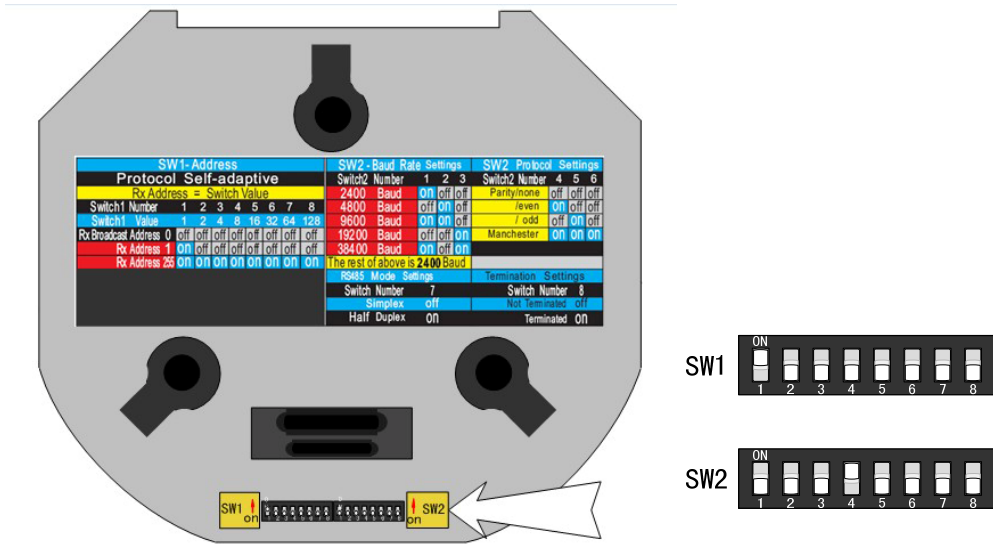 SW1-Address
Protocol Self-adaptive
Rx Address = Switch Value
Switch1 Number 1 2 3 4 5 6 7 8
Switch1 Value 1 2 4 8 16 32 64 128
Rx Broadcast Address 0 off off off off off off off off
Rx Address 1 on off off off off off off off
Rx Address 255 on on on on on on on on
SW2-Baud Rate Settings
Switch2 Number 1 2 3
2400 Baud on off off
4800 Baud off on off
9600 Baud on on off
19200 Baud off off on
38400 Baud on off on
The rest of above is 2400 Baud
RS485 Mode Settings
Switch Number 7
Simplex off
Half Duplex on
SW2 Protocol Settings
Switch2 Number 4 5 6
Parity/none off off off
/even on off off
/ odd off on off
Manchester on on on
Termination Settings
Switch Number 8
Not Terminated off
Terminated on
SW1 on
on SW2
SW1
ON
1 2 3 4 5 6 7 8
SW2
ON
1 2 3 4 5 6 7 8